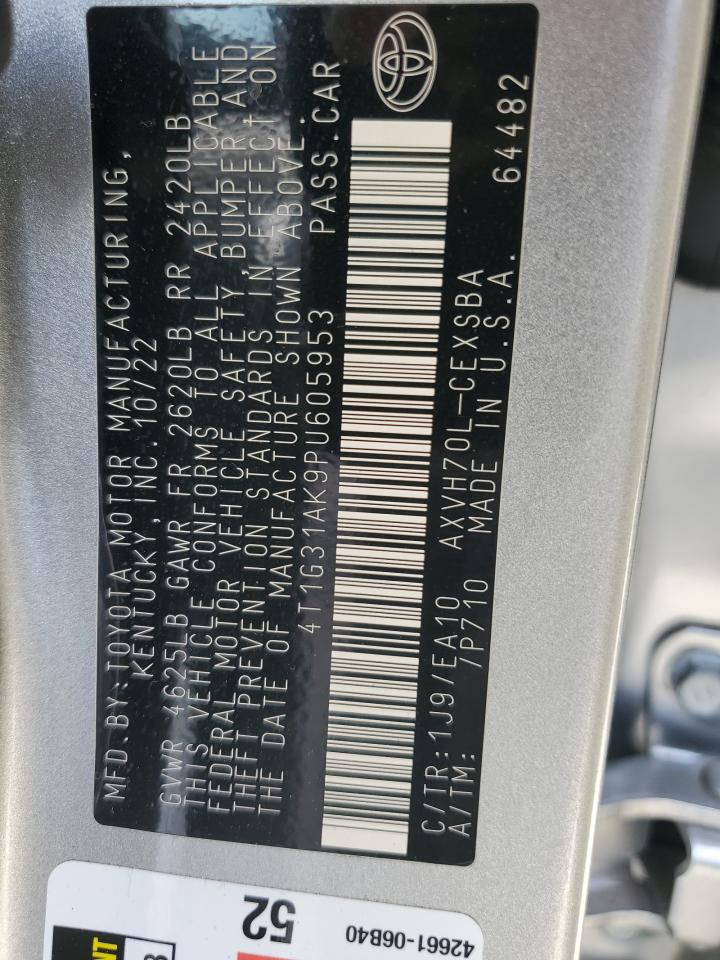 MFD.BY:TOYOTA MOTOR MANUFACTURING,
KENTUCKY,INC. 10/22
GVWR 4625LB GAWR FR 2620LB RR 2420LB
THIS VEHICLE CONFORMS TO ALL APPLICABLE
FEDERAL MOTOR VEHICLE SAFETY, BUMPER, AND
THEFT PREVENTION STANDARDS IN EFFECT ON
THE DATE OF MANUFACTURE SHOWN ABOVE.
4T1G31AK9PU605953 PASS.CAR
C/TR:1J9/EA10 AXVH70L-CEXSBA
A/TM: /P710 MADE IN U.S.A. 64482
52
42661-06B40